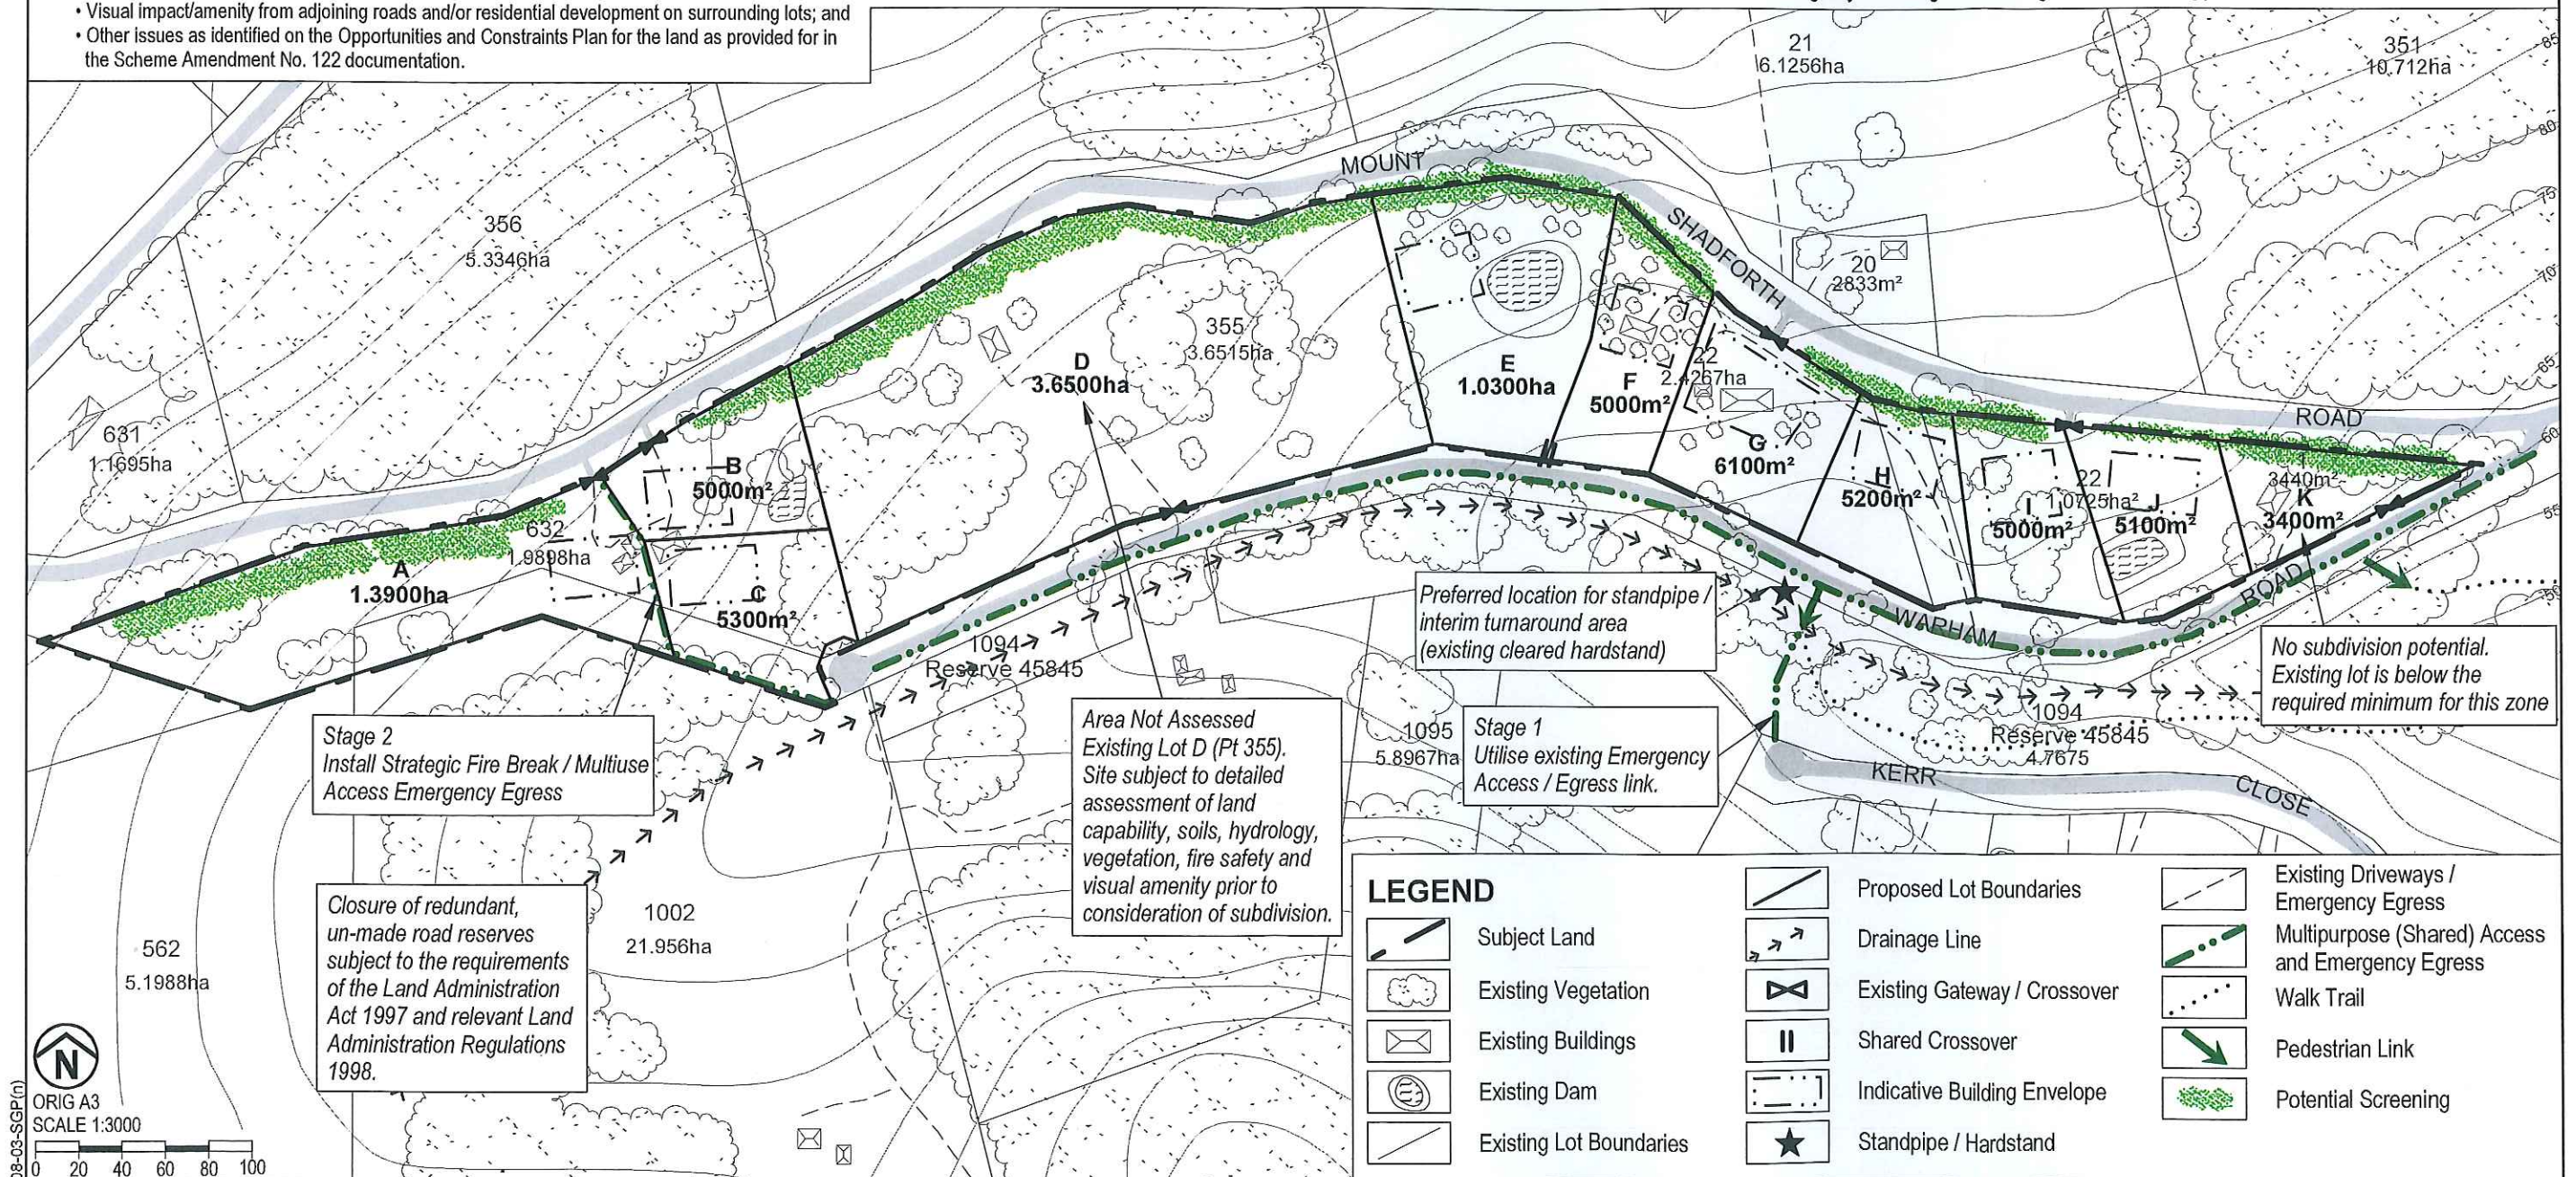 • Visual impact/amenity from adjoining roads and/or residential development on surrounding lots; and
• Other issues as identified on the Opportunities and Constraints Plan for the land as provided for in
the Scheme Amendment No. 122 documentation.
21
6.1256ha
351
10.712ha
85
80
75
70
65
60
55
50
MOUNT
SHADFORTH
ROAD
356
5.3346ha
20
2833m²
355
3.6515ha
D
3.6500ha
E
1.0300ha
F
5000m²
22
2.4267ha
G
6100m²
H
5200m²
I
5000m²
22
1.0725ha
J
5100m²
3440m²
K
3400m²
631
1.1695ha
B
5000m²
632
1.9898ha
A
1.3900ha
C
5300m²
1094
Reserve 45845
WARHAM
ROAD
Preferred location for standpipe /
interim turnaround area
(existing cleared hardstand)
No subdivision potential.
Existing lot is below the
required minimum for this zone
Stage 2
Install Strategic Fire Break / Multiuse
Access Emergency Egress
Area Not Assessed
Existing Lot D (Pt 355).
Site subject to detailed
assessment of land
capability, soils, hydrology,
vegetation, fire safety and
visual amenity prior to
consideration of subdivision.
1095
5.8967ha
Stage 1
Utilise existing Emergency
Access / Egress link.
1094
Reserve 45845
4.7675
KERR
CLOSE
Closure of redundant,
un-made road reserves
subject to the requirements
of the Land Administration
Act 1997 and relevant Land
Administration Regulations
1998.
1002
21.956ha
562
5.1988ha
N
ORIG A3
SCALE 1:3000
0 20 40 60 80 100
08-03-SGP(n)
LEGEND
Subject Land
Existing Vegetation
Existing Buildings
Existing Dam
Existing Lot Boundaries
Proposed Lot Boundaries
Drainage Line
Existing Gateway / Crossover
Shared Crossover
Indicative Building Envelope
Standpipe / Hardstand
Existing Driveways /
Emergency Egress
Multipurpose (Shared) Access
and Emergency Egress
Walk Trail
Pedestrian Link
Potential Screening